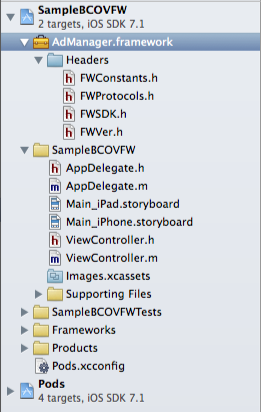 SampleBCOVFW
2 targets, iOS SDK 7.1
AdManager.framework
Headers
FWConstants.h
FWProtocols.h
FWSDK.h
FWVer.h
SampleBCOVFW
AppDelegate.h
AppDelegate.m
Main_iPad.storyboard
Main_iPhone.storyboard
ViewController.h
ViewController.m
Images.xcassets
Supporting Files
SampleBCOVFWTests
Frameworks
Products
Pods.xcconfig
Pods
4 targets, iOS SDK 7.1